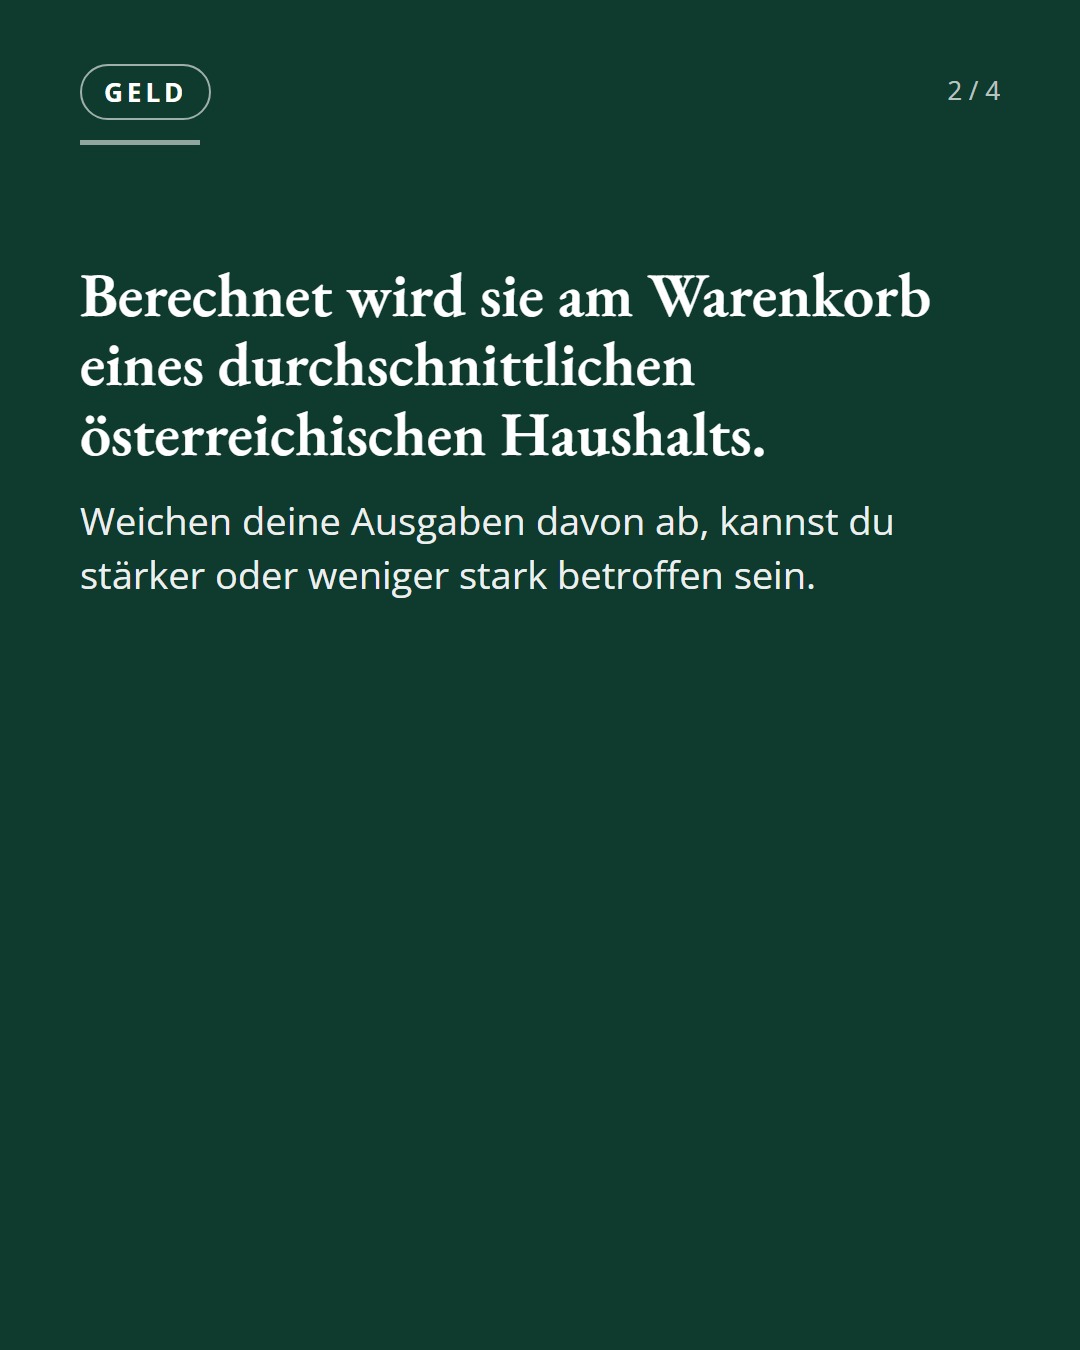 GELD
2 / 4
Berechnet wird sie am Warenkorb
eines durchschnittlichen
österreichischen Haushalts.
Weichen deine Ausgaben davon ab, kannst du
stärker oder weniger stark betroffen sein.